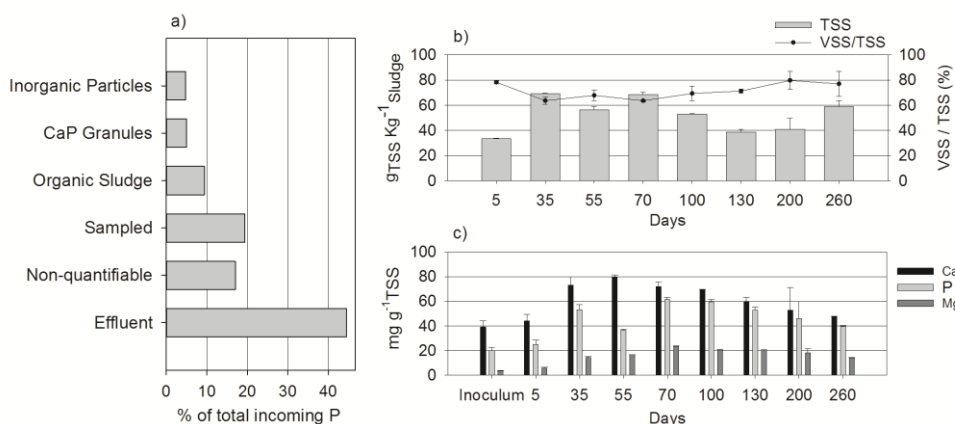 a)
Inorganic Particles
CaP Granules
Organic Sludge
Sampled
Non-quantifiable
Effluent
0 10 20 30 40
% of total incoming P
b)
TSS
VSS/TSS
100
80
60
40
20
0
g TSS Kg⁻¹ Sludge
100
80
60
40
20
0
VSS / TSS (%)
5 35 55 70 100 130 200 260
Days
c)
Ca
P
Mg
100
80
60
40
20
0
mg g⁻¹TSS
Inoculum 5 35 55 70 100 130 200 260
Days